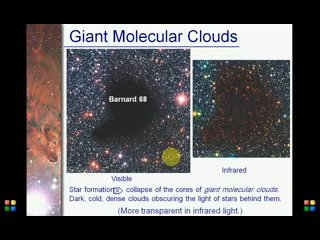 Giant Molecular Clouds
Barnard 68
Infrared
Visible
Star formation collapse of the cores of giant molecular clouds.
Dark, cold, dense clouds obscuring the light of stars behind them.
(More transparent in infrared light.)